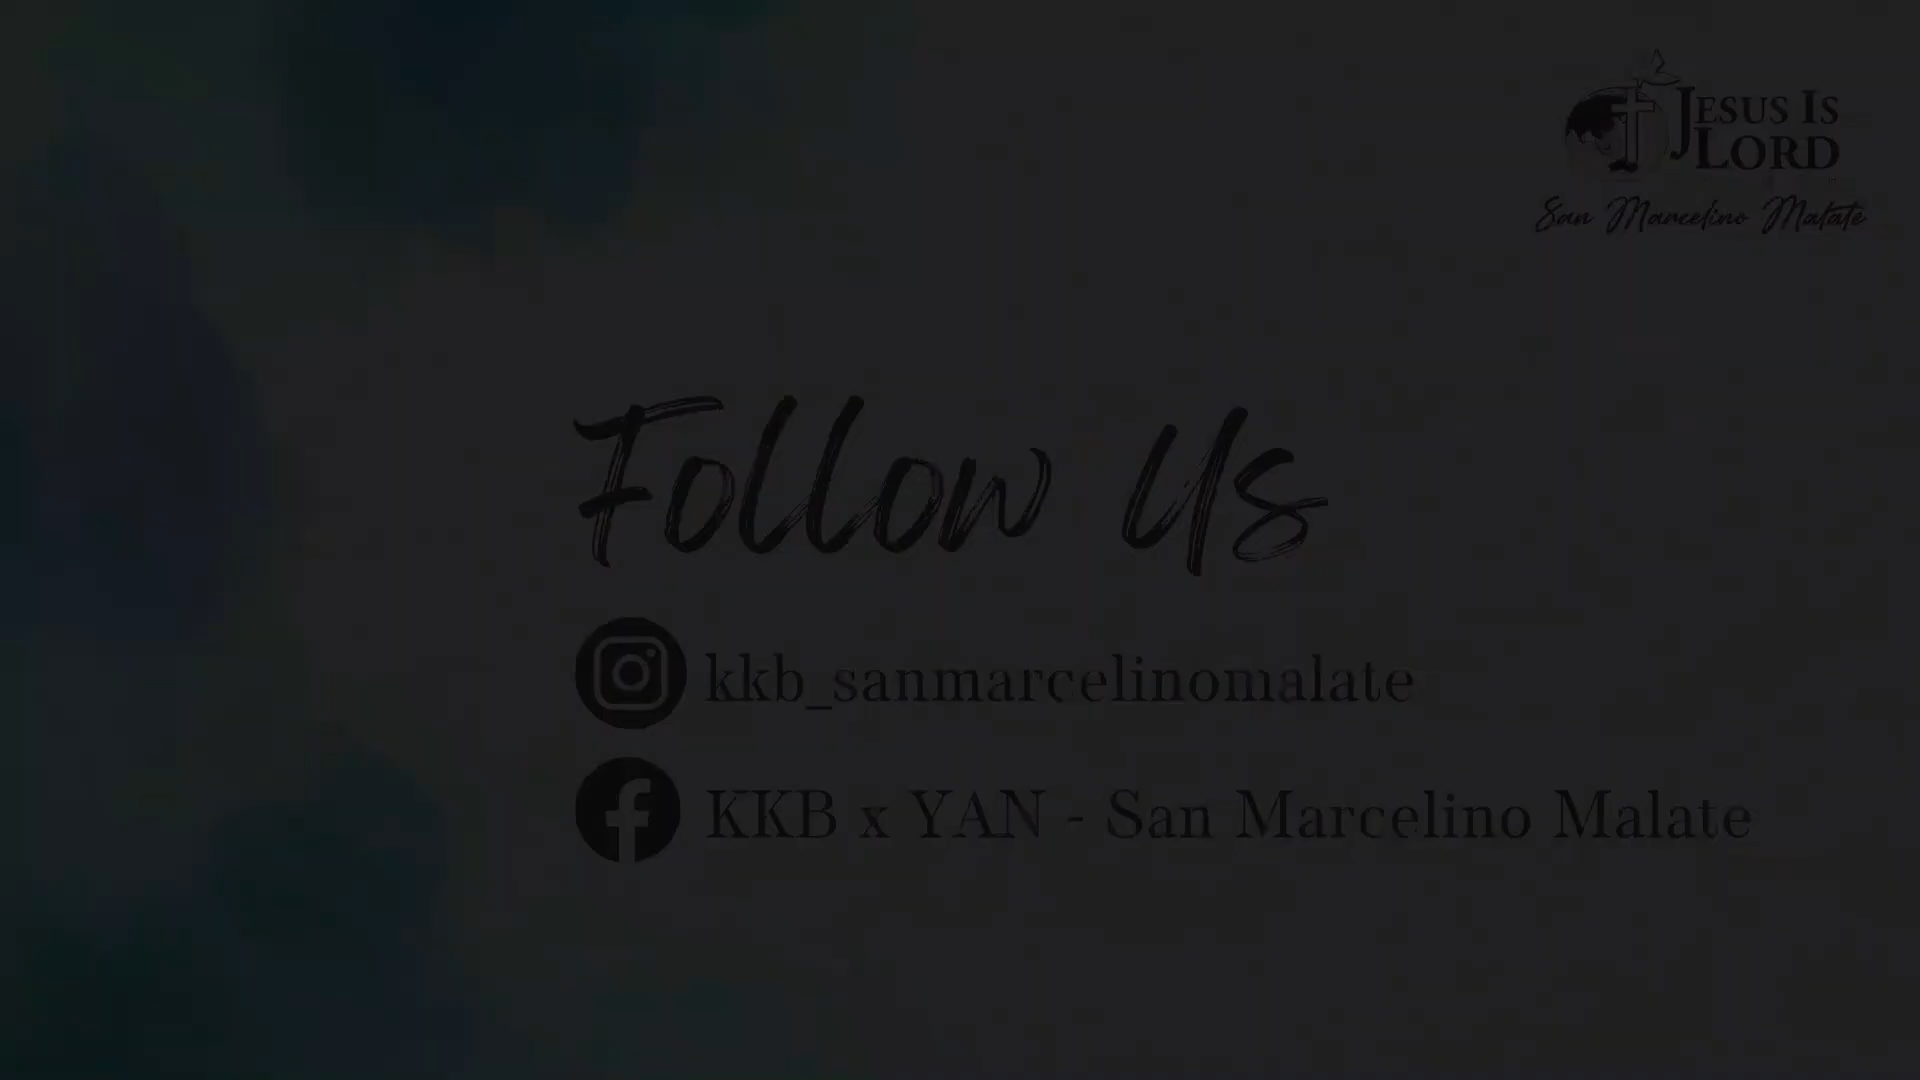 JESUS IS
LORD
San Marcelino Malate
Follow Us
kkb_sanmarcelinomalate
KKB x YAN - San Marcelino Malate